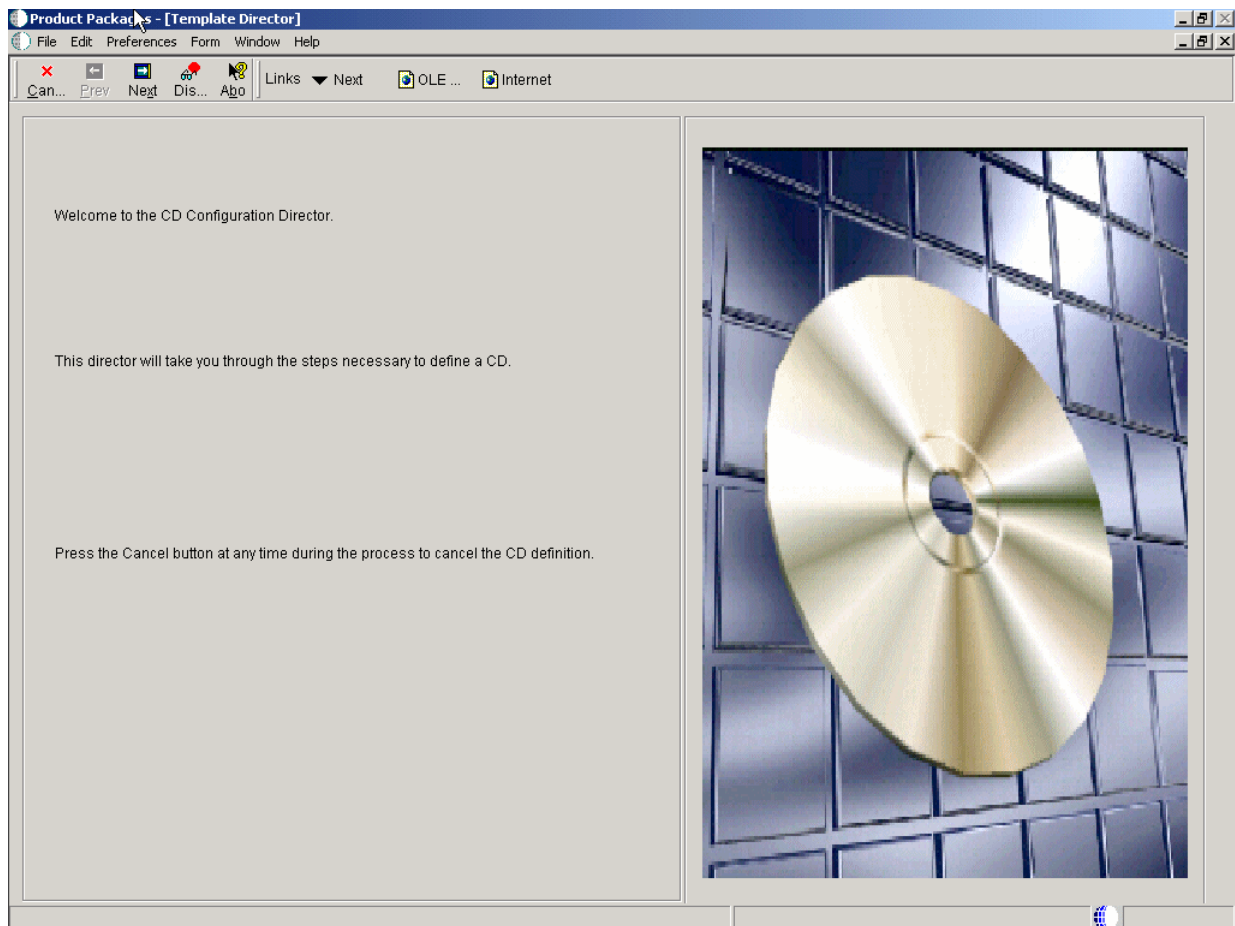 Product Packages - [Template Director]
File Edit Preferences Form Window Help
Can... Prev Next Dis... Abo Links Next OLE ... Internet
Welcome to the CD Configuration Director.
This director will take you through the steps necessary to define a CD.
Press the Cancel button at any time during the process to cancel the CD definition.